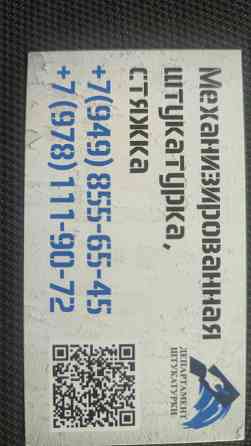 Механизированная
штукатурка,
стяжка
+7(949) 855-65-45
+7(978) 111-90-72
ДЕПАРТАМЕНТ
ШТУКАТУРКИ